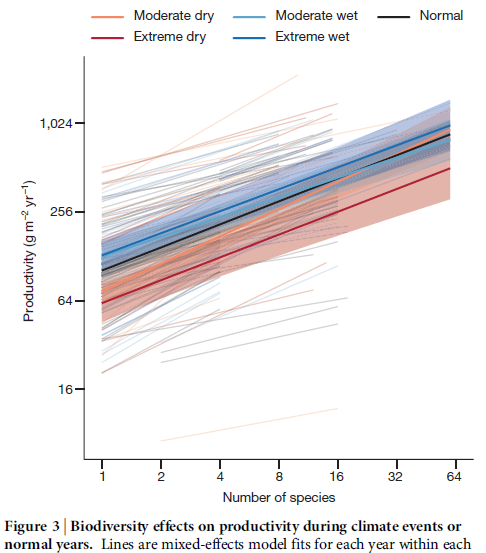 Moderate dry Moderate wet Normal
Extreme dry Extreme wet
1,024
256
64
16
Productivity (g m⁻² yr⁻¹)
1 2 4 8 16 32 64
Number of species
Figure 3 | Biodiversity effects on productivity during climate events or
normal years. Lines are mixed-effects model fits for each year within each